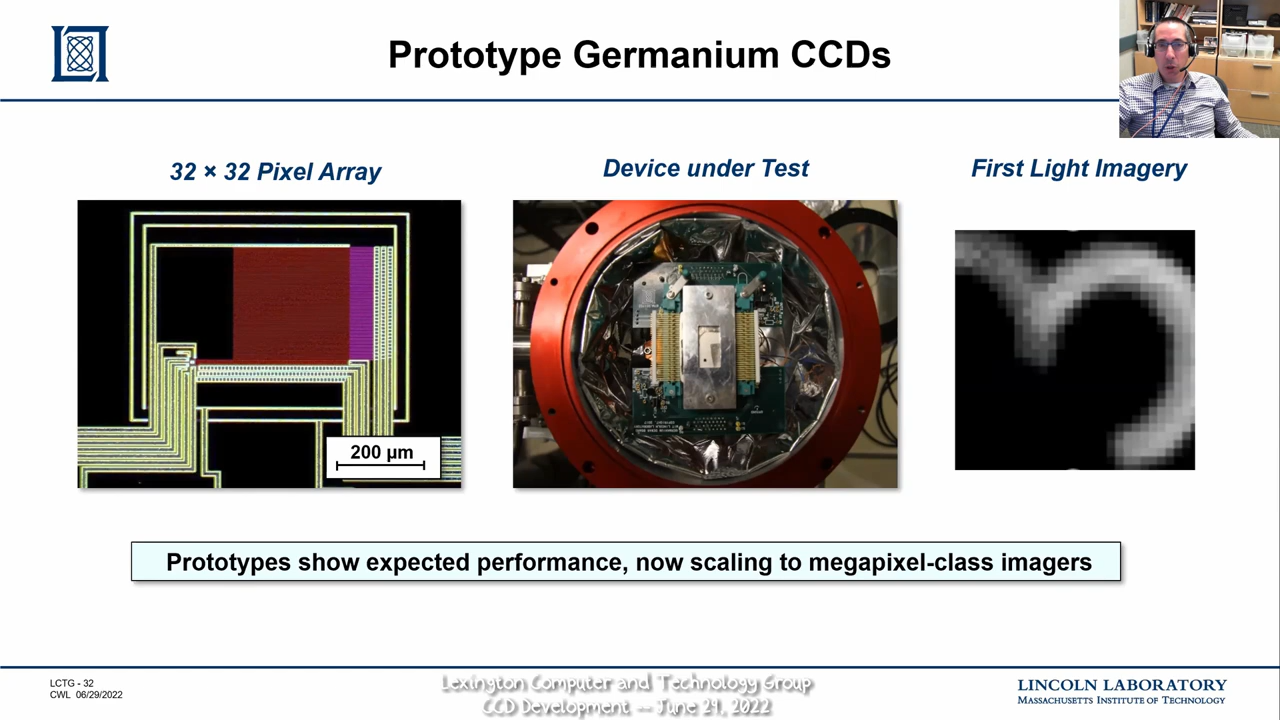 Prototype Germanium CCDs
32 × 32 Pixel Array
Device under Test
First Light Imagery
200 µm
Prototypes show expected performance, now scaling to megapixel-class imagers
LCTG - 32
CWL 06/29/2022
Lexington Computer and Technology Group
CCD Development -- June 29, 2022
LINCOLN LABORATORY
MASSACHUSETTS INSTITUTE OF TECHNOLOGY